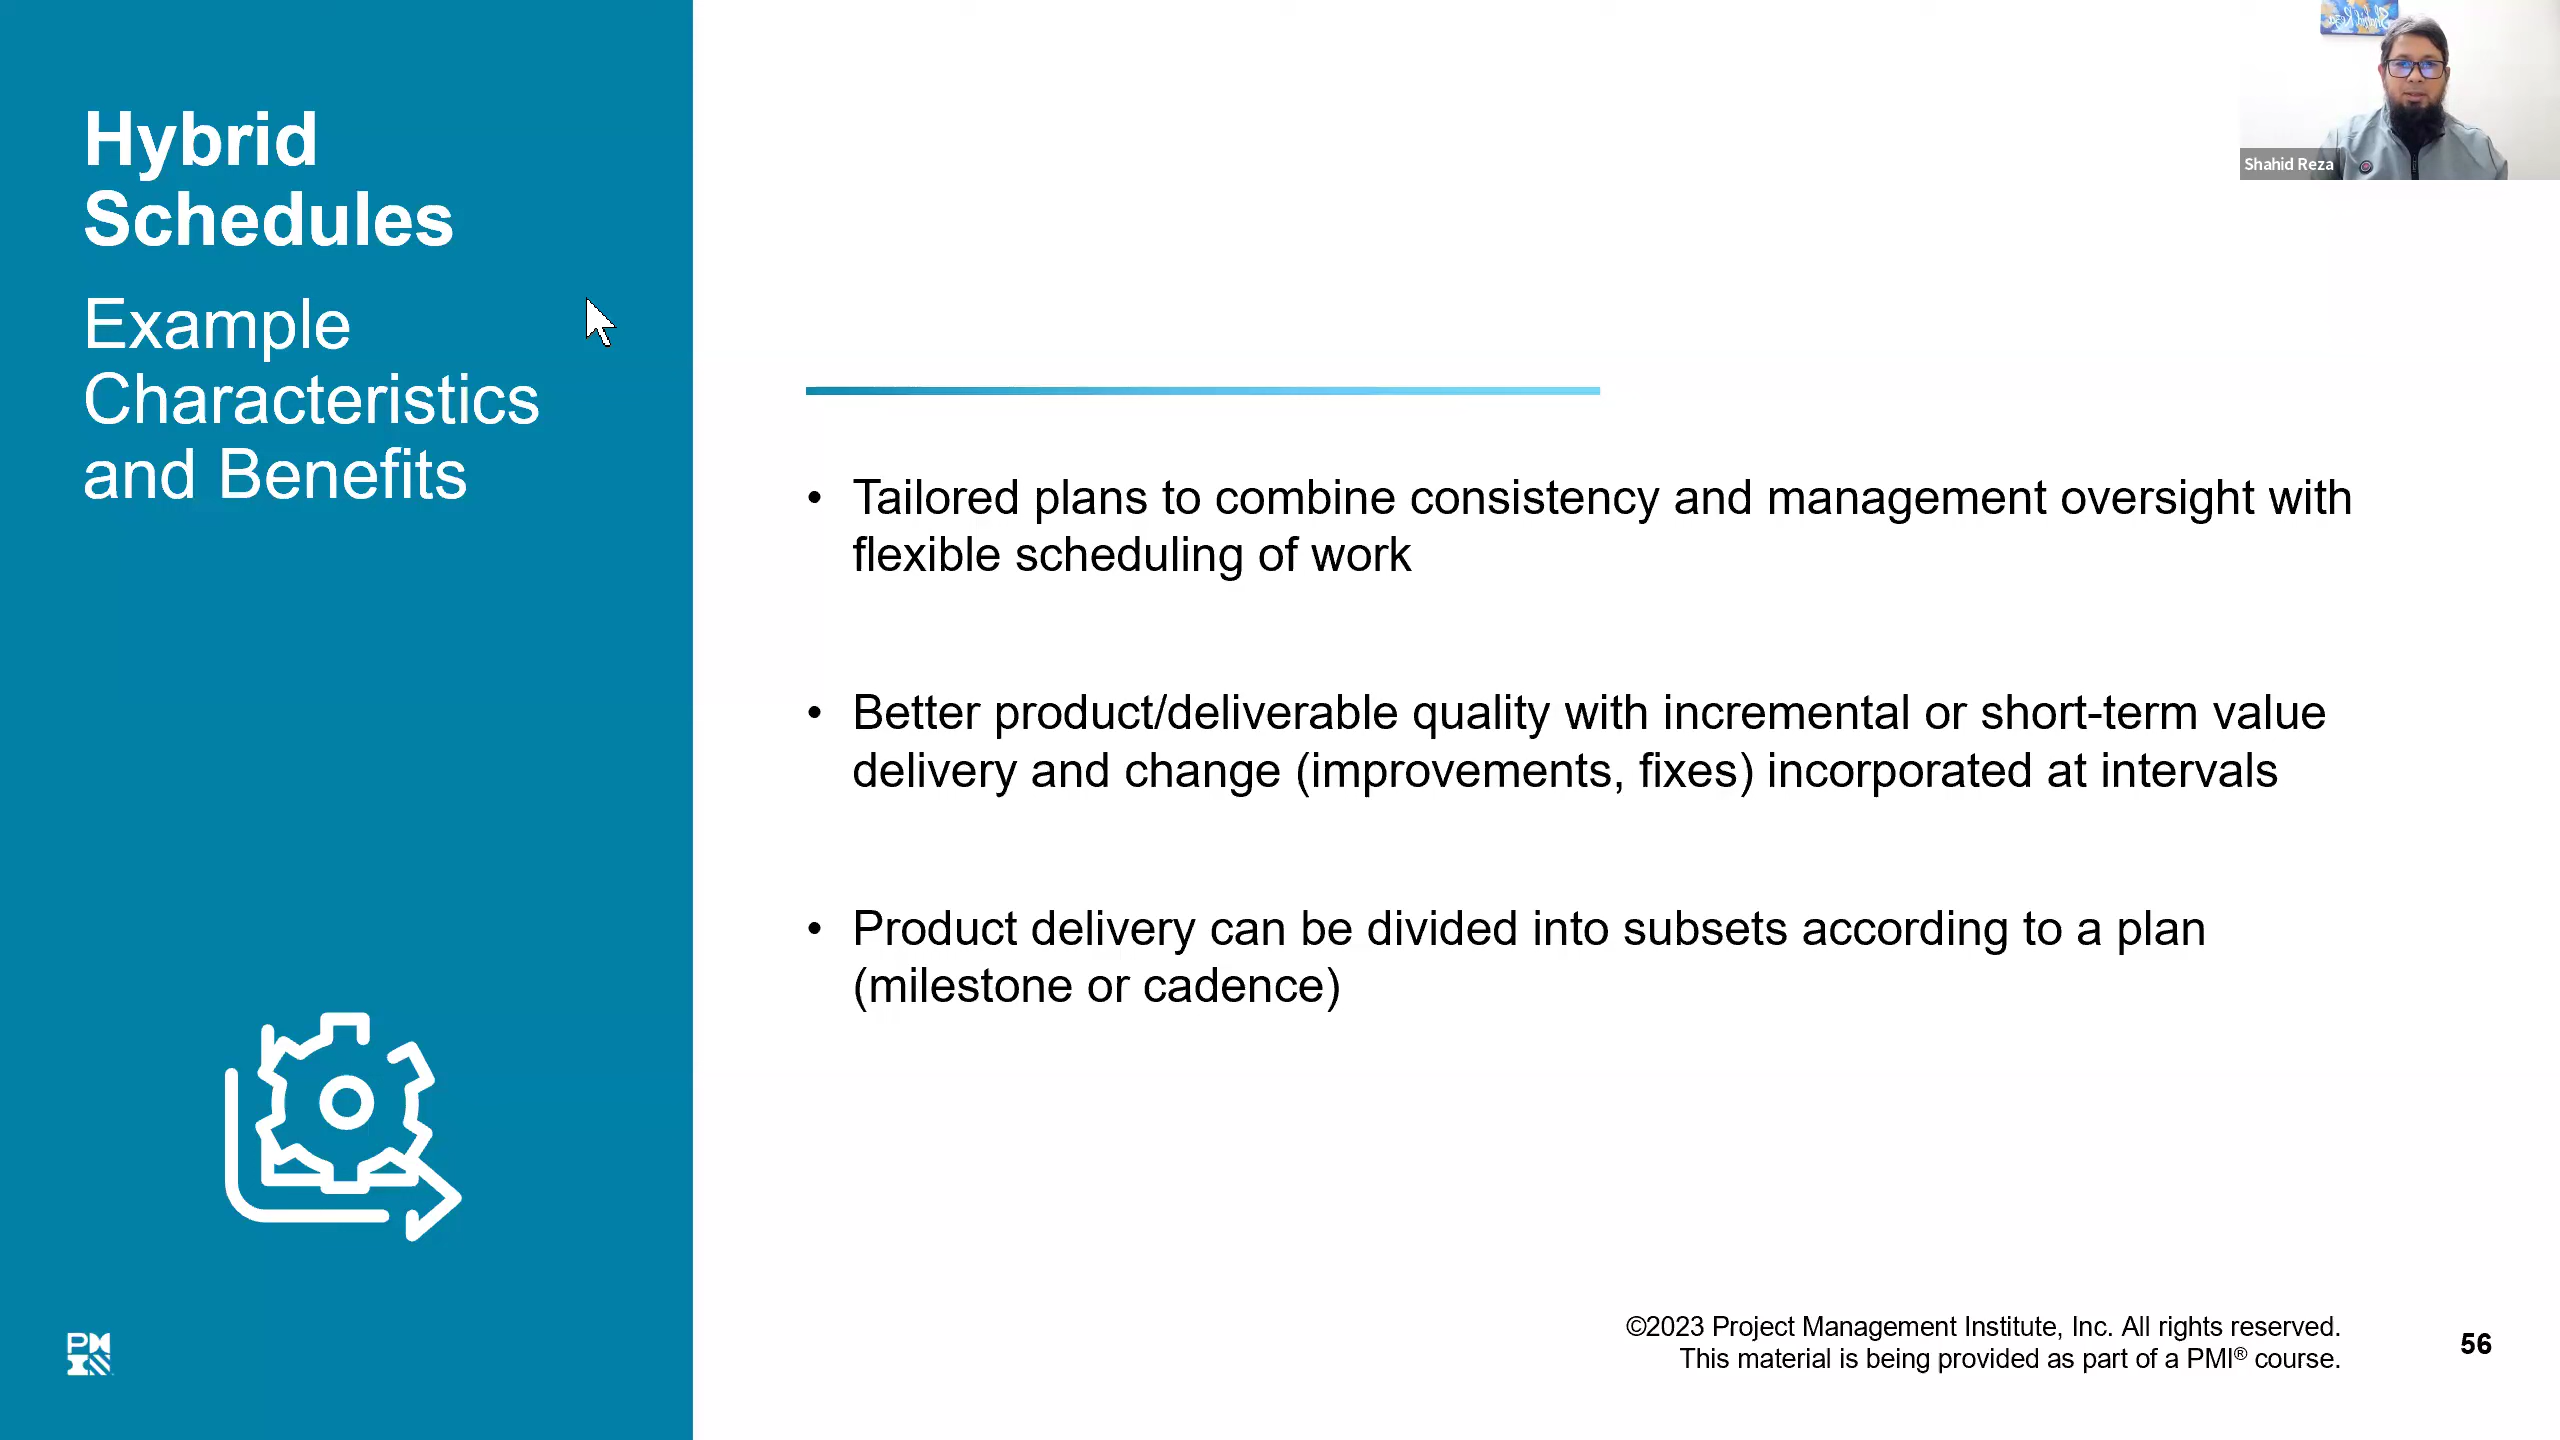 Hybrid
Schedules
Example
Characteristics
and Benefits
Shahid Reza
• Tailored plans to combine consistency and management oversight with
flexible scheduling of work
• Better product/deliverable quality with incremental or short-term value
delivery and change (improvements, fixes) incorporated at intervals
• Product delivery can be divided into subsets according to a plan
(milestone or cadence)
©2023 Project Management Institute, Inc. All rights reserved.
This material is being provided as part of a PMI® course.
56